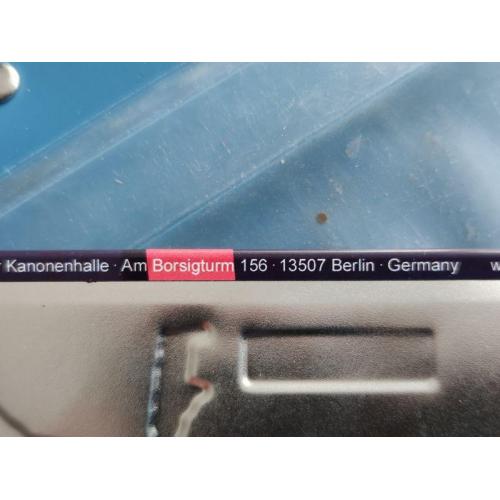 Kanonenhalle · Am Borsigturm 156 · 13507 Berlin · Germany